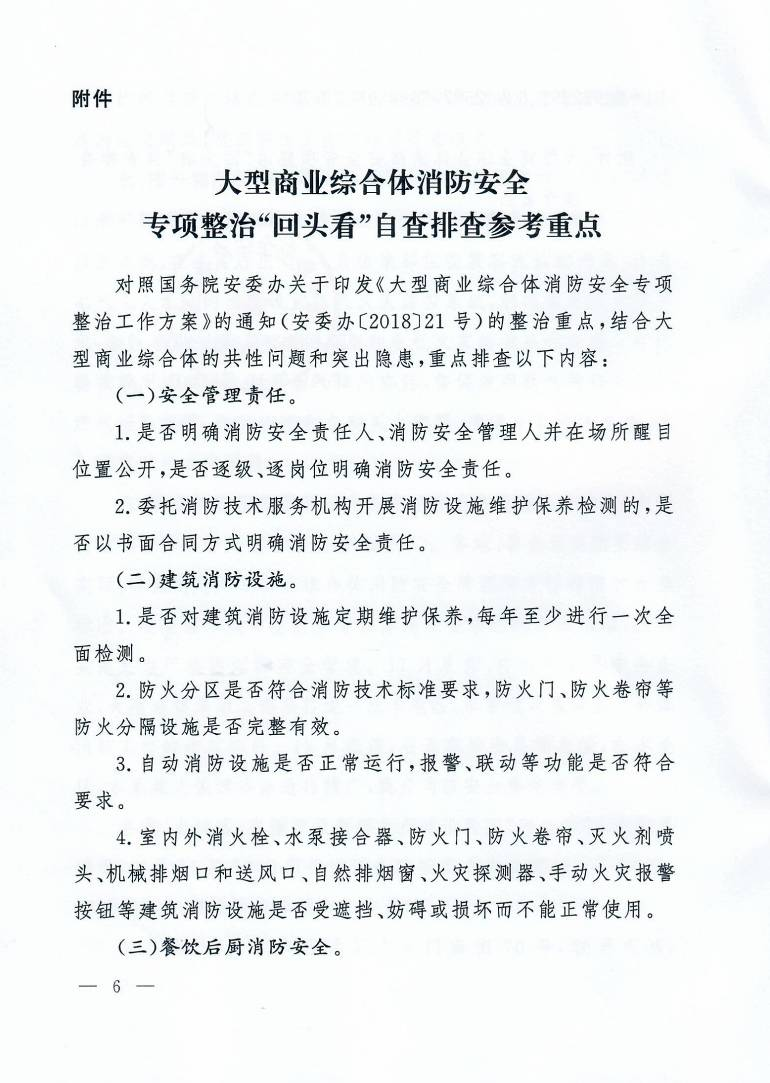 附件
大型商业综合体消防安全
专项整治“回头看”自查排查参考重点
对照国务院安委办关于印发《大型商业综合体消防安全专项
整治工作方案》的通知(安委办〔2018〕21号)的整治重点,结合大
型商业综合体的共性问题和突出隐患,重点排查以下内容:
(一)安全管理责任。
1.是否明确消防安全责任人、消防安全管理人并在场所醒目
位置公开,是否逐级、逐岗位明确消防安全责任。
2.委托消防技术服务机构开展消防设施维护保养检测的,是
否以书面合同方式明确消防安全责任。
(二)建筑消防设施。
1.是否对建筑消防设施定期维护保养,每年至少进行一次全
面检测。
2.防火分区是否符合消防技术标准要求,防火门、防火卷帘等
防火分隔设施是否完整有效。
3.自动消防设施是否正常运行,报警、联动等功能是否符合
要求。
4.室内外消火栓、水泵接合器、防火门、防火卷帘、灭火剂喷
头、机械排烟口和送风口、自然排烟窗、火灾探测器、手动火灾报警
按钮等建筑消防设施是否受遮挡、妨碍或损坏而不能正常使用。
(三)餐饮后厨消防安全。
— 6 —